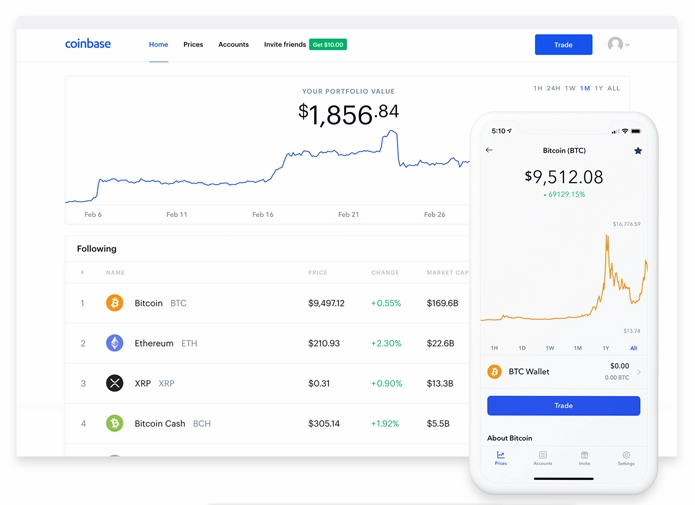 coinbase Home Prices Accounts Invite friends Get $10.00 Trade
YOUR PORTFOLIO VALUE
$1,856.84
1H 24H 1W 1M 1Y ALL
Feb 6 Feb 11 Feb 16 Feb 21 Feb 26
Following
# NAME PRICE CHANGE MARKET CAP
1 Bitcoin BTC $9,497.12 +0.55% $169.6B
2 Ethereum ETH $210.93 +2.30% $22.6B
3 XRP XRP $0.31 +0.90% $13.3B
4 Bitcoin Cash BCH $305.14 +1.92% $5.5B
5:10
Bitcoin (BTC)
$9,512.08
69129.15%
$16,776.59
$13.74
1H 1D 1W 1M 1Y All
BTC Wallet $0.00
0.00 BTC
Trade
About Bitcoin
Prices Accounts Invite Settings